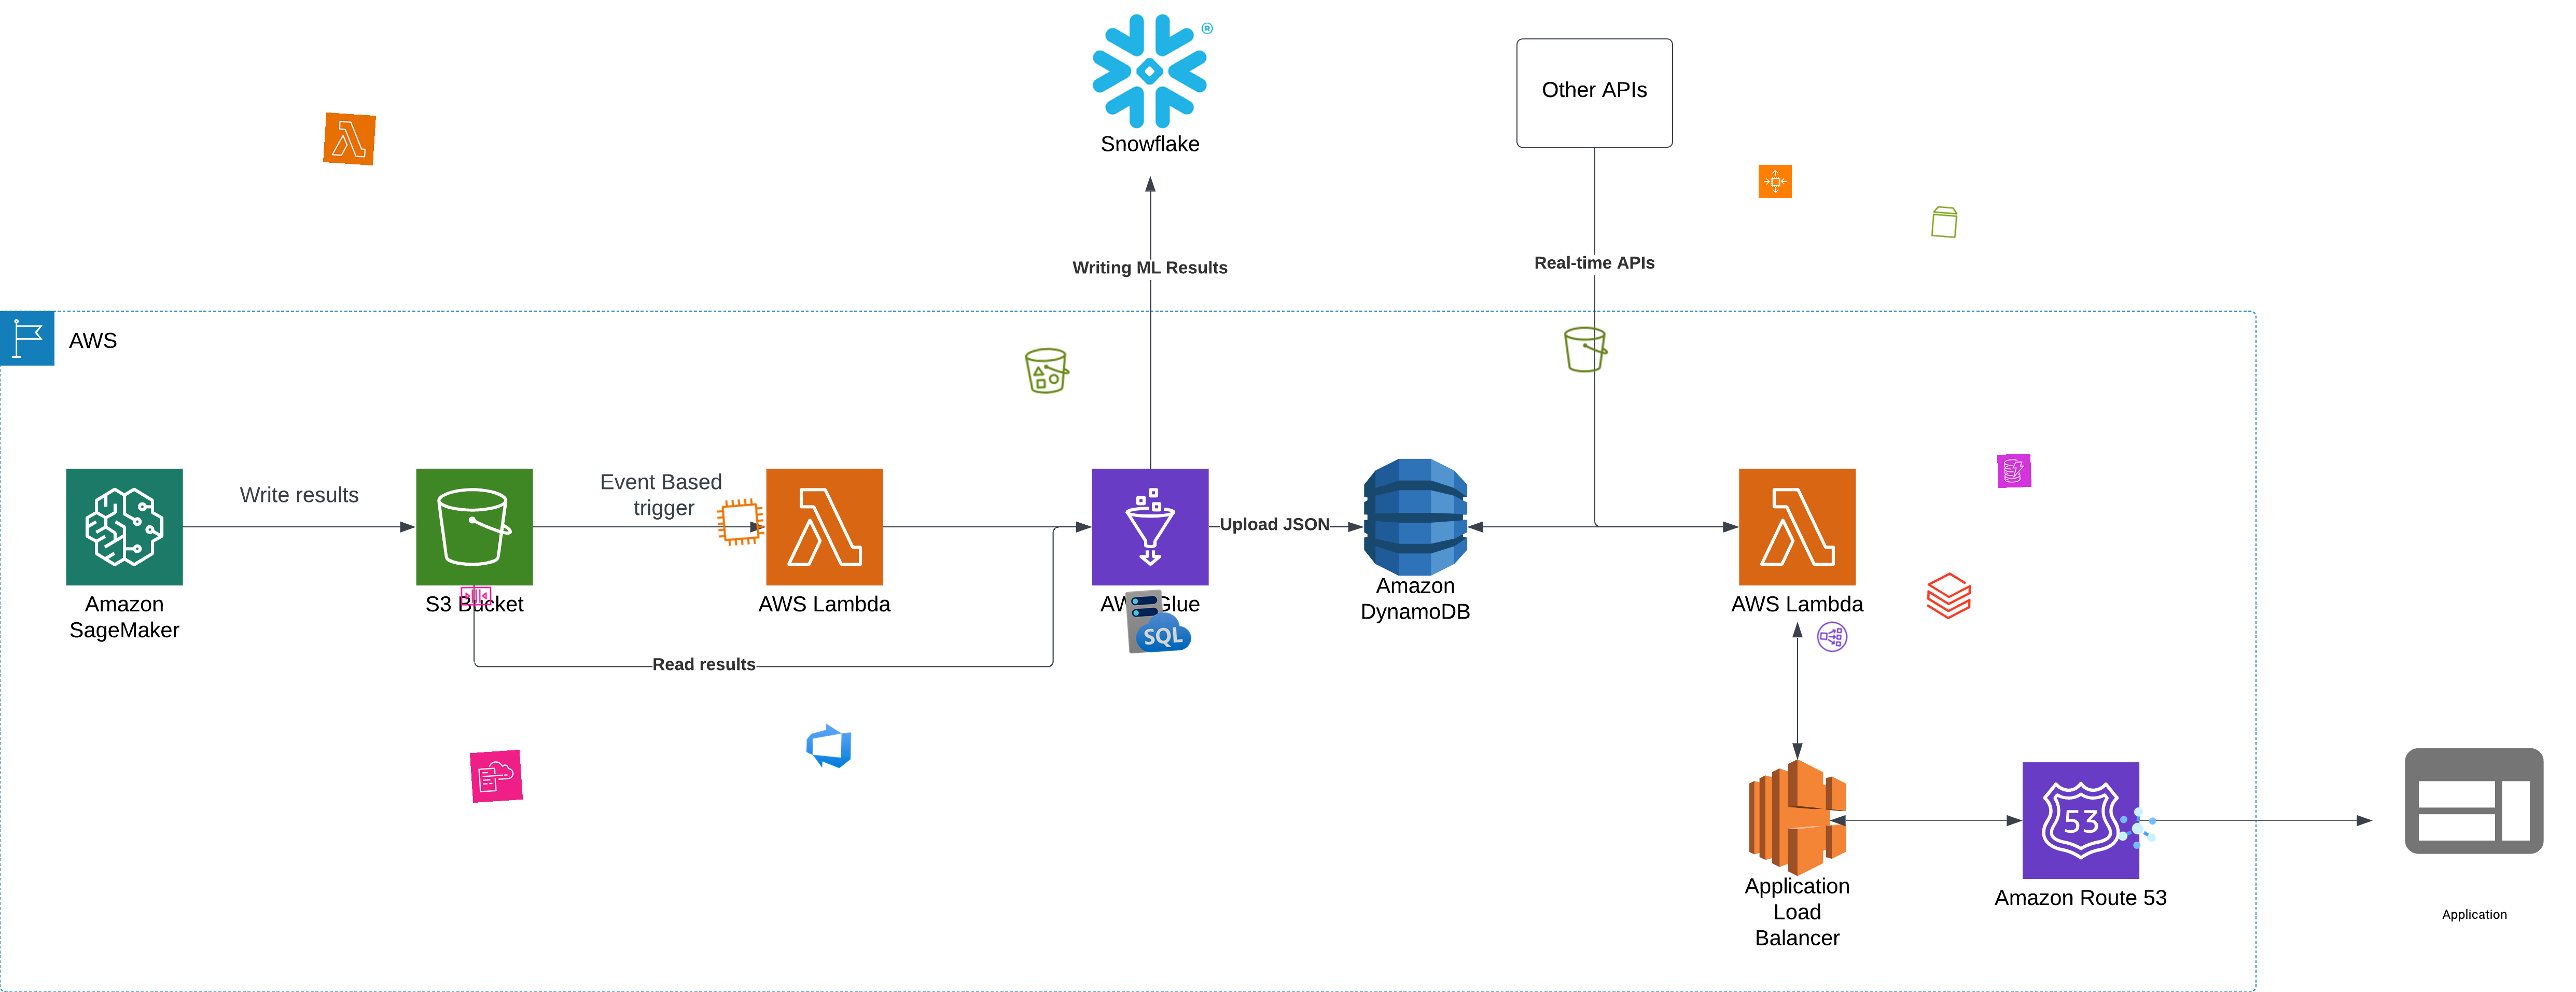 ®
Snowflake
Other APIs
Writing ML Results
Real-time APIs
AWS
Write results
Event Based
trigger
Upload JSON
Amazon
SageMaker
S3 Bucket
AWS Lambda
AWS Glue
Amazon
DynamoDB
AWS Lambda
SQL
Read results
53
Application
Load
Balancer
Amazon Route 53
Application